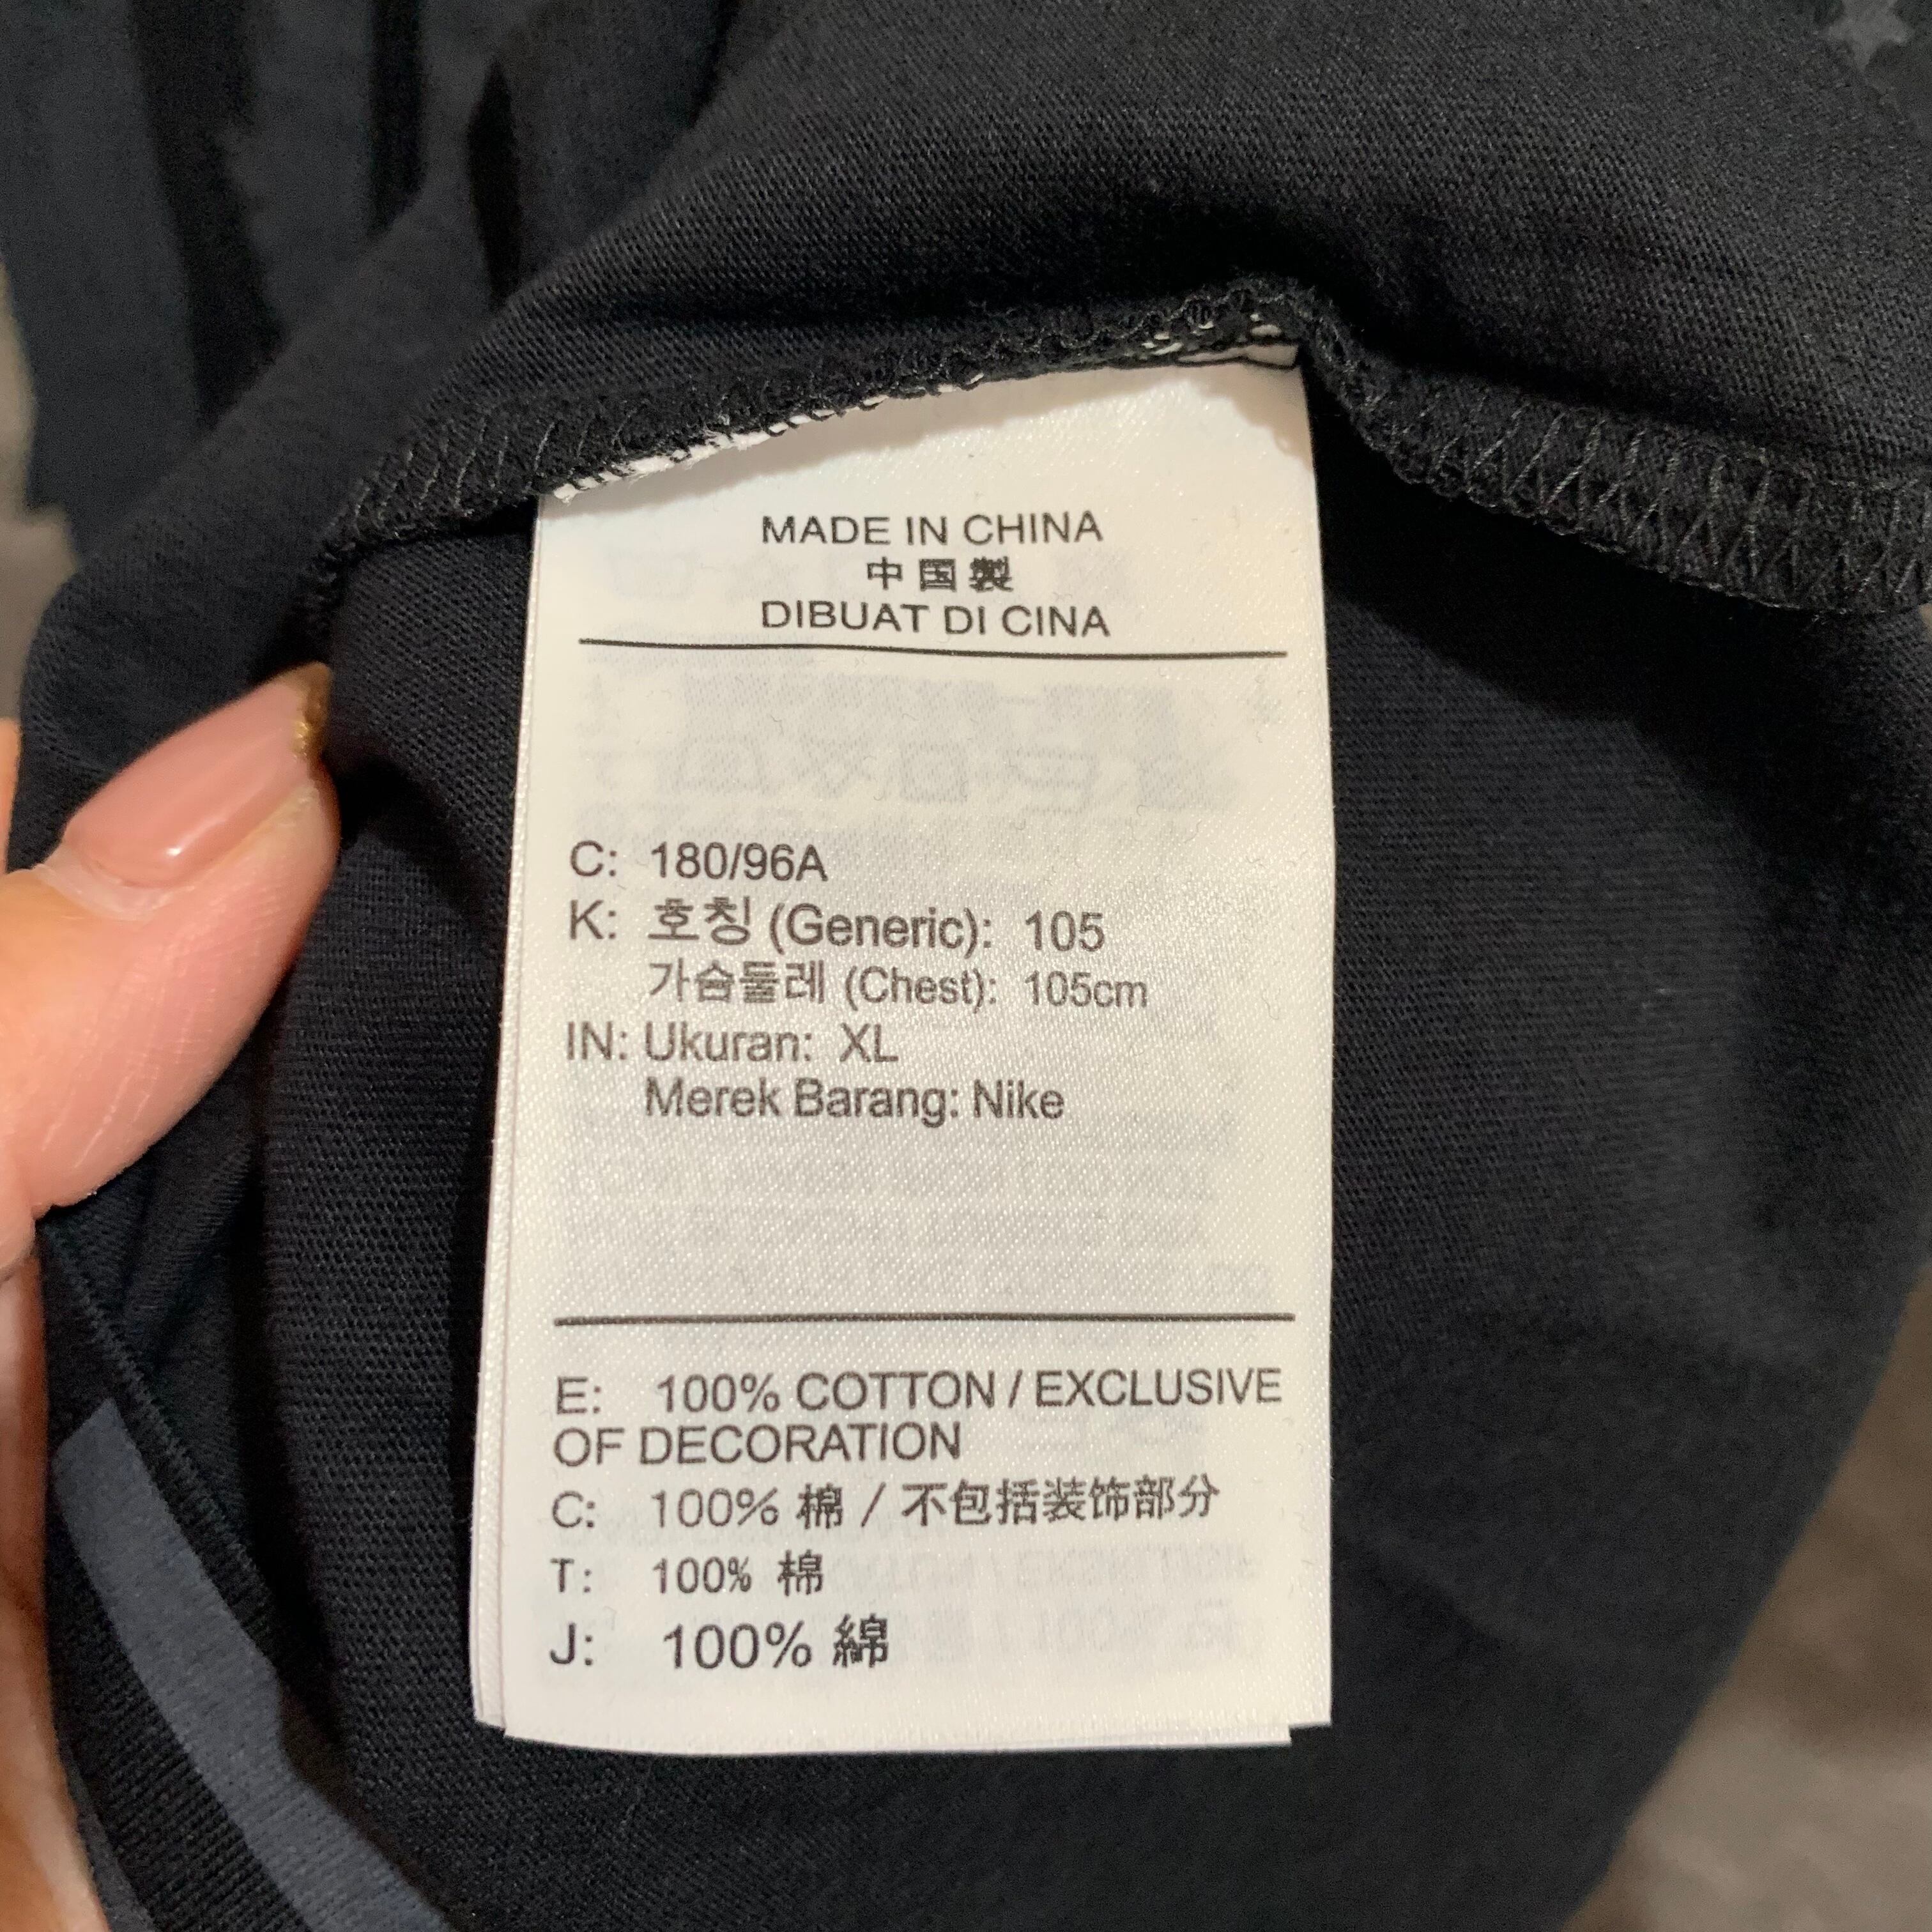 MADE IN CHINA
中国製
DIBUAT DI CINA
C: 180/96A
K: 호칭 (Generic): 105
가슴둘레 (Chest): 105cm
IN: Ukuran: XL
Merek Barang: Nike
E: 100% COTTON / EXCLUSIVE
OF DECORATION
C: 100% 棉 / 不包括装饰部分
T: 100% 棉
J: 100% 綿